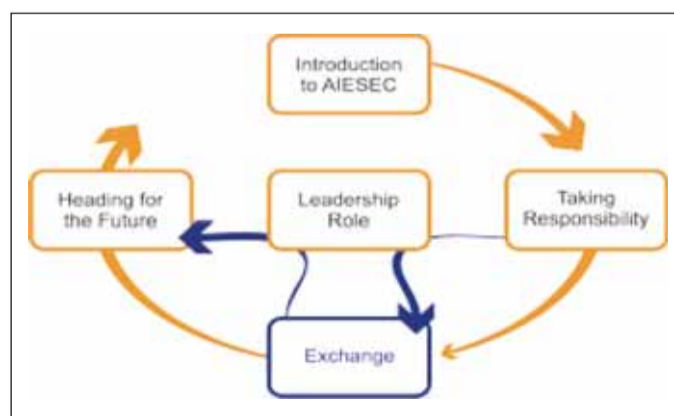 Introduction
to AIESEC
Heading for
the Future
Leadership
Role
Taking
Responsibility
Exchange